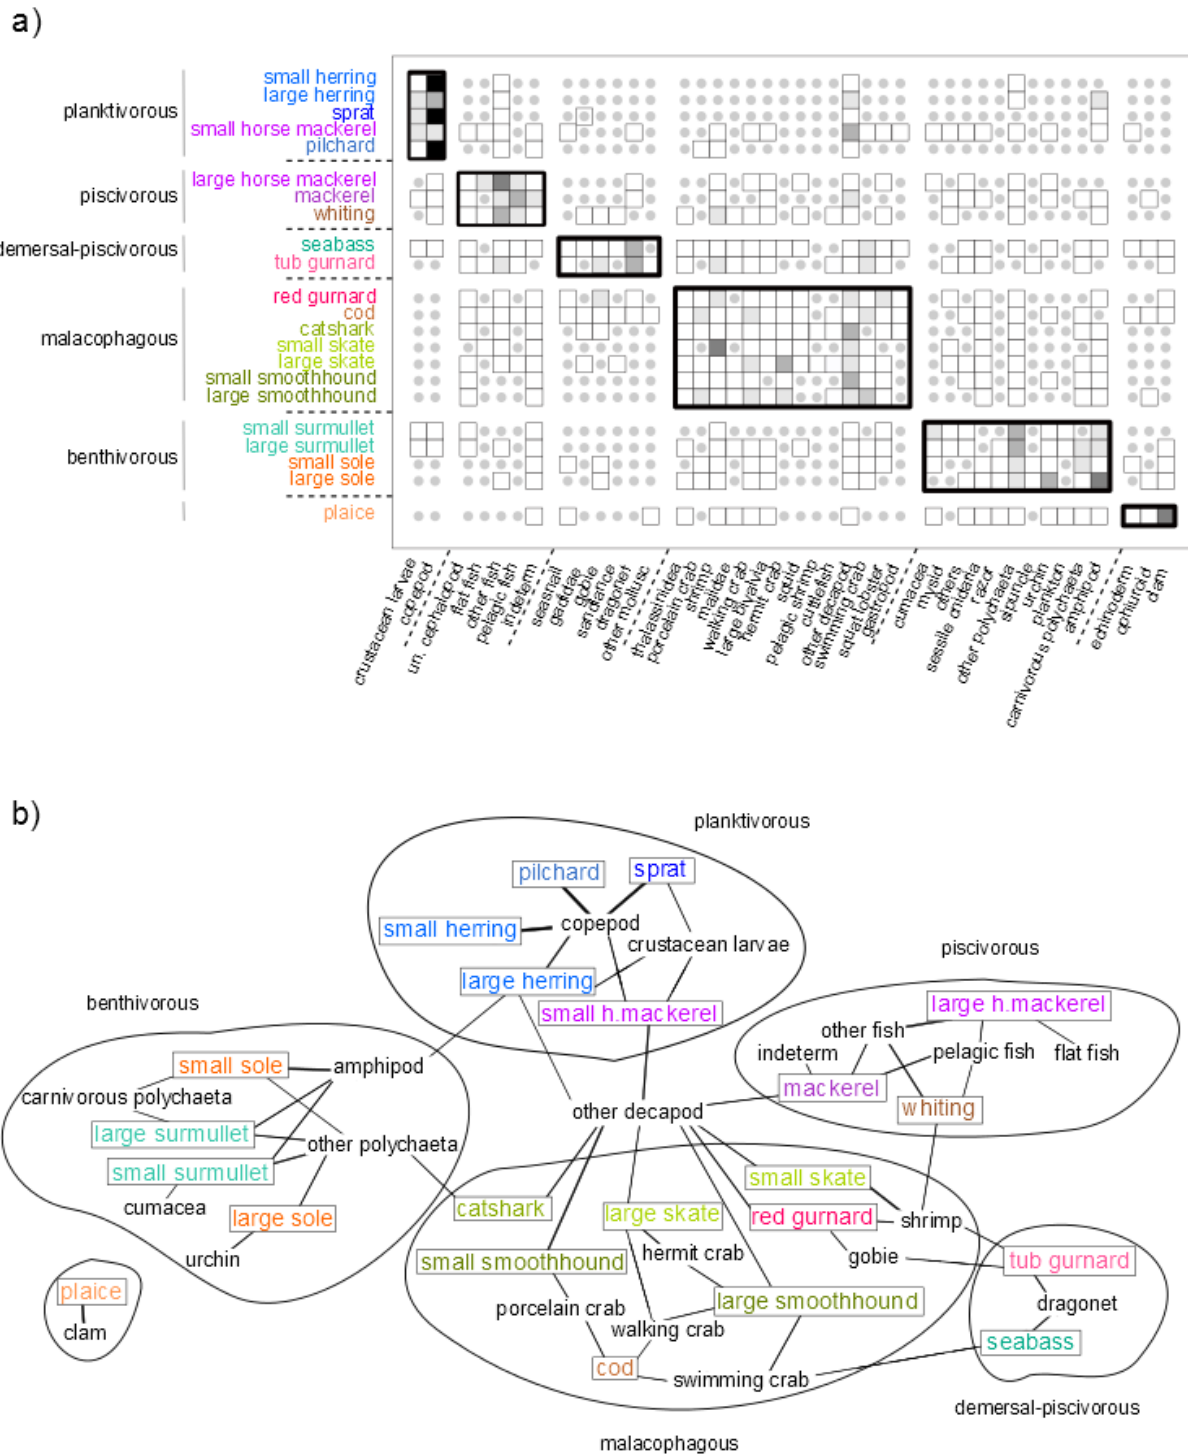 a)
small herring
large herring
sprat
small horse mackerel
pilchard
planktivorous
large horse mackerel
mackerel
whiting
piscivorous
seabass
tub gurnard
demersal-piscivorous
red gurnard
cod
catshark
small skate
large skate
small smoothhound
large smoothhound
malacophagous
small surmullet
large surmullet
small sole
large sole
benthivorous
plaice
crustacean larvae
copepod
un. cephalopod
flat fish
other fish
pelagic fish
indeterm
seasnail
gadidae
gobie
sandance
dragonet
other mollusc
thalassinidea
porcelain crab
shrimp
majidae
walking crab
large bivalvia
hermit crab
squid
pelagic shrimp
cuttlefish
other decapod
swimming crab
squat lobster
gastropod
cumacea
mysid
others
sessile cnidaria
razor
other polychaeta
sipuncle
urchin
plankton
carnivorous polychaeta
amphipod
echinoderm
ophiuroid
clam
b)
planktivorous
pilchard
sprat
small herring
copepod
crustacean larvae
large herring
small h.mackerel
piscivorous
large h.mackerel
other fish
indeterm
pelagic fish
flat fish
mackerel
whiting
benthivorous
small sole
amphipod
carnivorous polychaeta
large surmullet
other polychaeta
small surmullet
cumacea
large sole
urchin
other decapod
small skate
catshark
large skate
red gurnard
shrimp
hermit crab
gobie
small smoothhound
tub gurnard
plaice
clam
porcelain crab
large smoothhound
dragonet
walking crab
seabass
cod
swimming crab
demersal-piscivorous
malacophagous